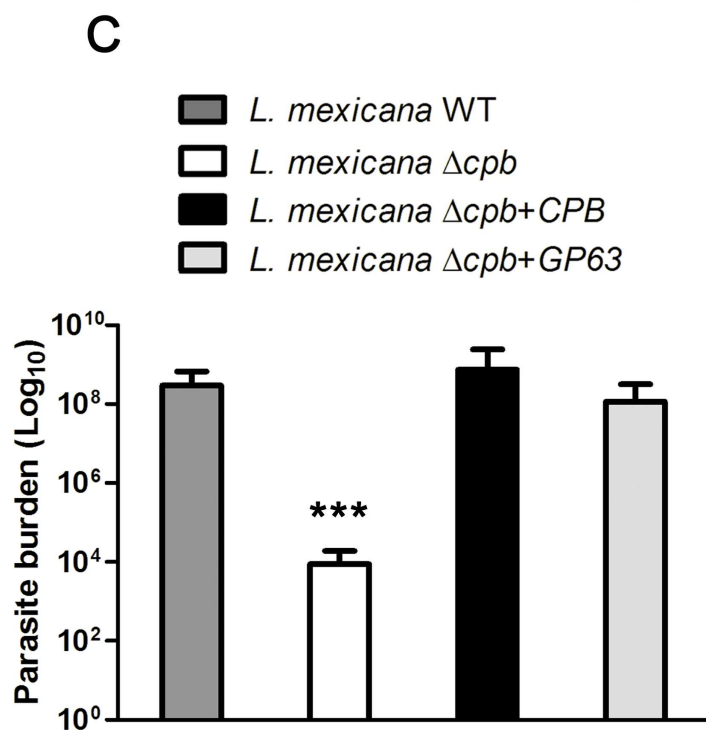 C
L. mexicana WT
L. mexicana Δcpb
L. mexicana Δcpb+CPB
L. mexicana Δcpb+GP63
Parasite burden (Log₁₀)
10¹⁰
10⁸
10⁶
10⁴
10²
10⁰
***